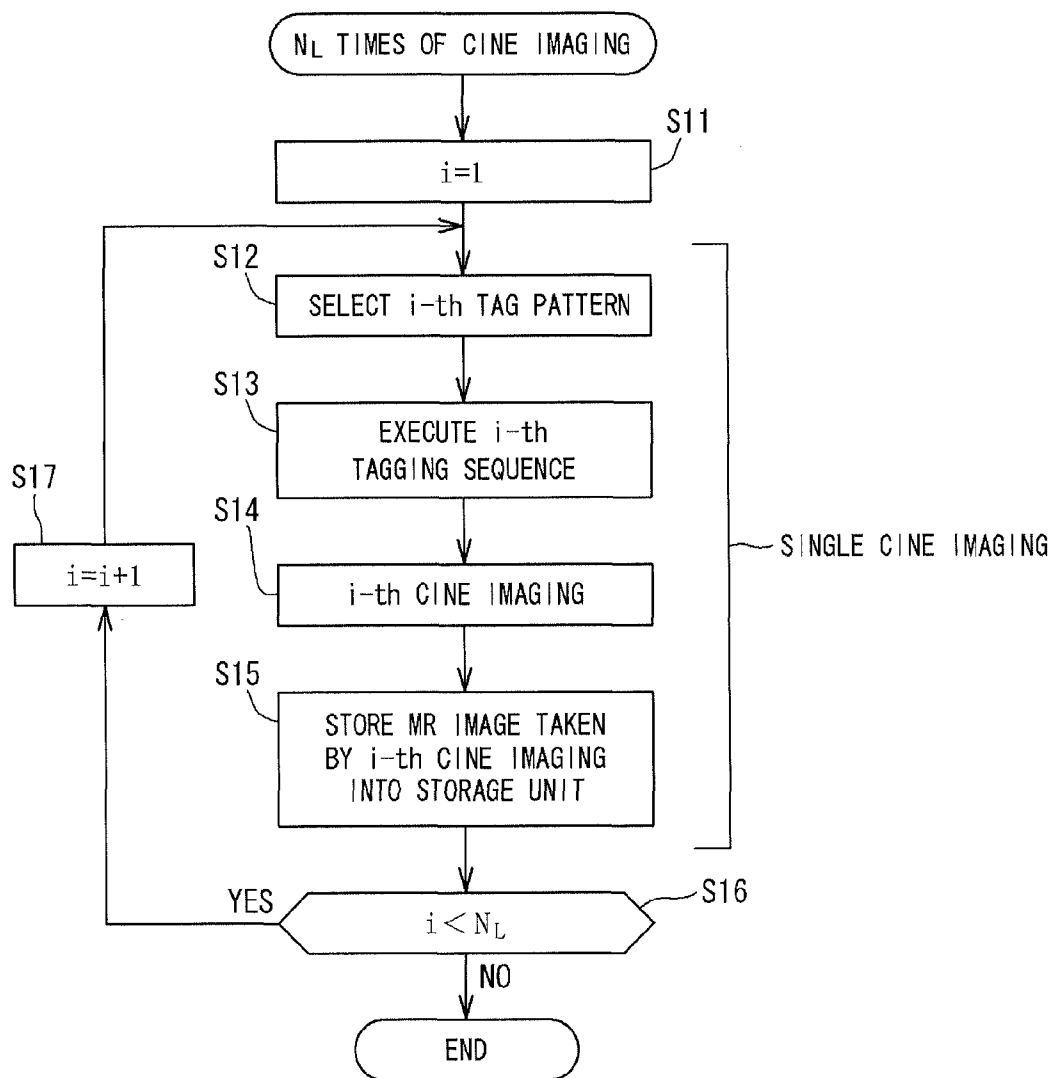 N_L TIMES OF CINE IMAGING
S11
i=1
S12
SELECT i-th TAG PATTERN
S13
EXECUTE i-th
TAGGING SEQUENCE
S17
i=i+1
S14
i-th CINE IMAGING
SINGLE CINE IMAGING
S15
STORE MR IMAGE TAKEN
BY i-th CINE IMAGING
INTO STORAGE UNIT
YES
S16
i<N_L
NO
END